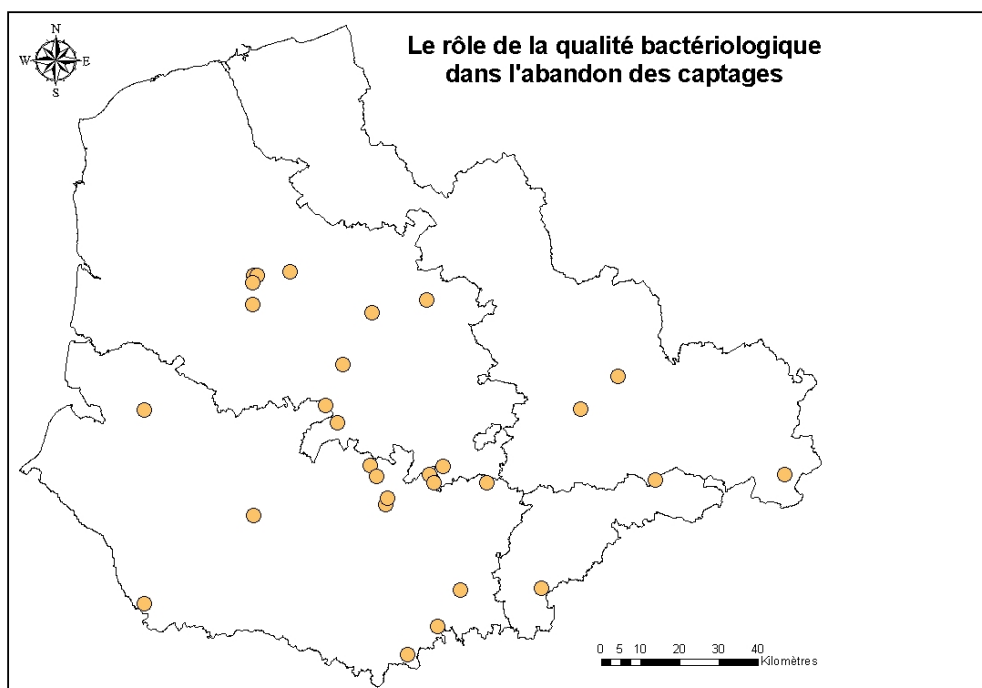 N
W E
S
Le rôle de la qualité bactériologique
dans l'abandon des captages
0 5 10 20 30 40
Kilomètres